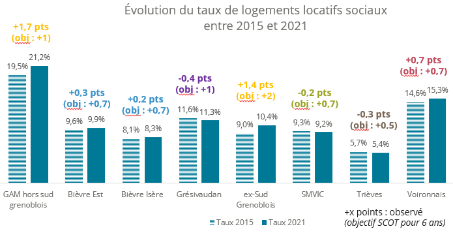 Évolution du taux de logements locatifs sociaux
entre 2015 et 2021
+1,7 pts
(obj : +1)
19,5%
21,2%
+0,3 pts
(obj : +0,7)
9,6%
9,9%
+0,2 pts
(obj : +0,7)
8,1%
8,3%
-0,4 pts
(obj : +1)
11,6%
11,3%
+1,4 pts
(obj : +2)
9,0%
10,4%
-0,2 pts
(obj : +0,7)
9,3%
9,2%
-0,3 pts
(obj : +0,5)
5,7%
5,4%
+0,7 pts
(obj : +0,7)
14,6%
15,3%
GAM hors sud
grenoblois
Bièvre Est
Bièvre Isère
Grésivaudan
ex-Sud
Grenoblois
SMVIC
Trièves
Voironnais
Taux 2015
Taux 2021
+x points : observé
(objectif SCOT pour 6 ans)